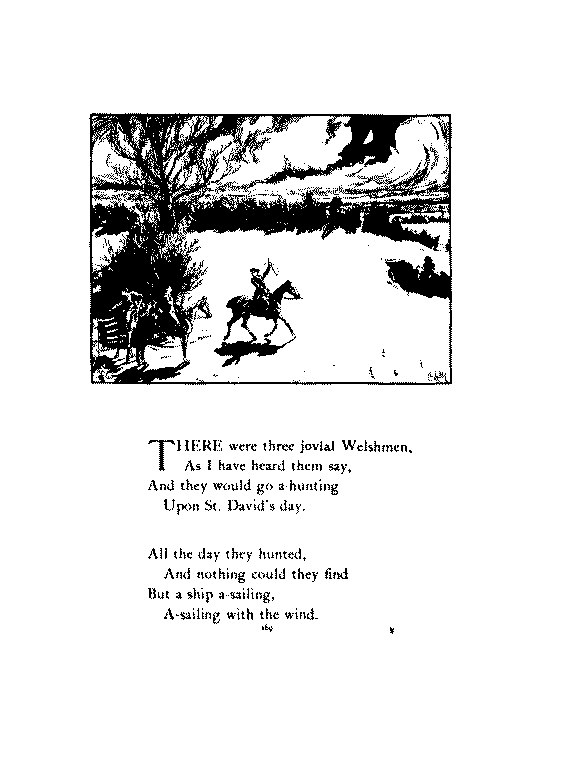 THERE were three jovial Welshmen,
As I have heard them say,
And they would go a-hunting
Upon St. David's day.
All the day they hunted,
And nothing could they find
But a ship a-sailing,
A-sailing with the wind.
169